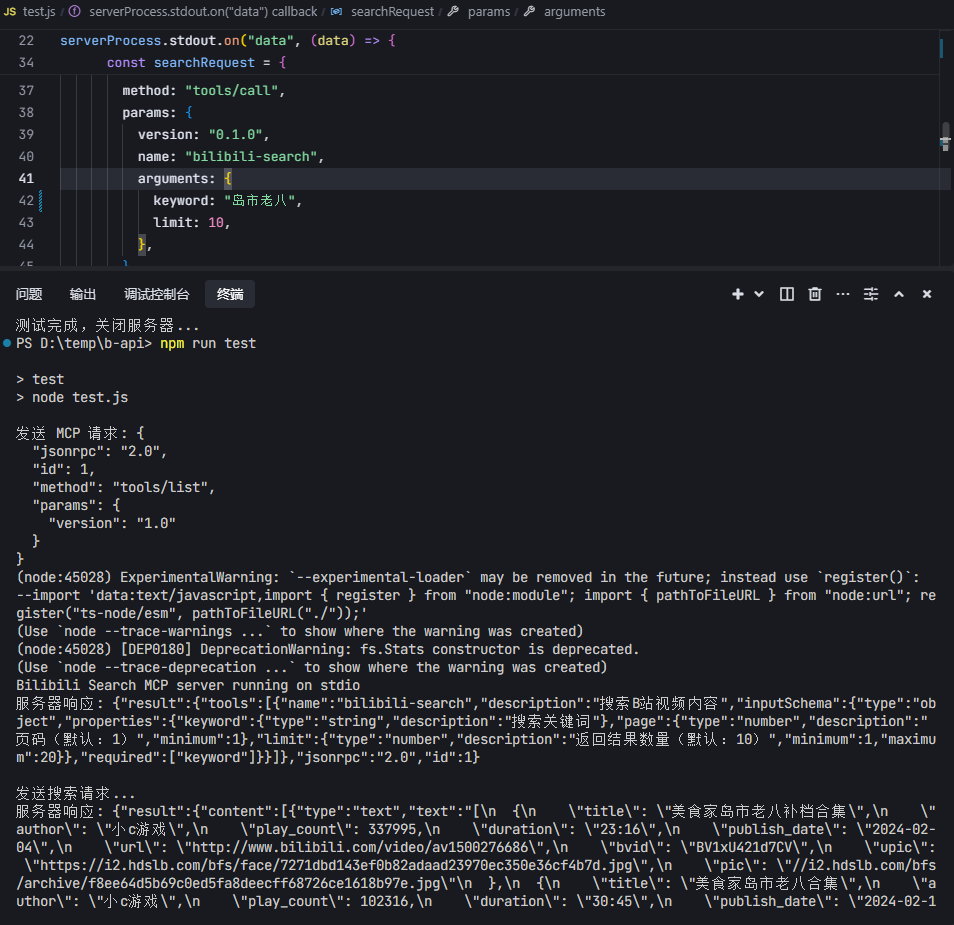 JS test.js / serverProcess.stdout.on("data") callback / searchRequest / params / arguments
22 serverProcess.stdout.on("data", (data) => {
34 const searchRequest = {
37 method: "tools/call",
38 params: {
39 version: "0.1.0",
40 name: "bilibili-search",
41 arguments: {
42 keyword: "岛市老八",
43 limit: 10,
44 },
45 }
问题 输出 调试控制台 终端
测试完成，关闭服务器...
PS D:\temp\b-api> npm run test
> test
> node test.js
发送 MCP 请求: {
"jsonrpc": "2.0",
"id": 1,
"method": "tools/list",
"params": {
"version": "1.0"
}
}
(node:45028) ExperimentalWarning: `--experimental-loader` may be removed in the future; instead use `register()`:
--import 'data:text/javascript,import { register } from "node:module"; import { pathToFileURL } from "node:url"; re
gister("ts-node/esm", pathToFileURL("./"));'
(Use `node --trace-warnings ...` to show where the warning was created)
(node:45028) [DEP0180] DeprecationWarning: fs.Stats constructor is deprecated.
(Use `node --trace-deprecation ...` to show where the warning was created)
Bilibili Search MCP server running on stdio
服务器响应: {"result":{"tools":[{"name":"bilibili-search","description":"搜索B站视频内容","inputSchema":{"type":"ob
ject","properties":{"keyword":{"type":"string","description":"搜索关键词"},"page":{"type":"number","description":"
页码（默认: 1）","minimum":1},"limit":{"type":"number","description":"返回结果数量（默认: 10）","minimum":1,"maximu
m":20}},"required":["keyword"]}}]},"jsonrpc":"2.0","id":1}
发送搜索请求...
服务器响应: {"result":{"content":[{"type":"text","text":"[\n  {\n    \"title\": \"美食家岛市老八补档合集\",\n    \"
author\": \"小c游戏\",\n    \"play_count\": 337995,\n    \"duration\": \"23:16\",\n    \"publish_date\": \"2024-02-
04\",\n    \"url\": \"http://www.bilibili.com/video/av1500276686\",\n    \"bvid\": \"BV1xU421d7CV\",\n    \"upic\":
\"https://i2.hdslb.com/bfs/face/7271dbd143ef0b82adaad23970ec350e36cf4b7d.jpg\",\n    \"pic\": \"//i2.hdslb.com/bfs
/archive/f8ee64d5b69c0ed5fa8deecff68726ce1618b97e.jpg\"\n  },\n  {\n    \"title\": \"美食家岛市老八合集\",\n    \"a
uthor\": \"小c游戏\",\n    \"play_count\": 102316,\n    \"duration\": \"30:45\",\n    \"publish_date\": \"2024-02-1